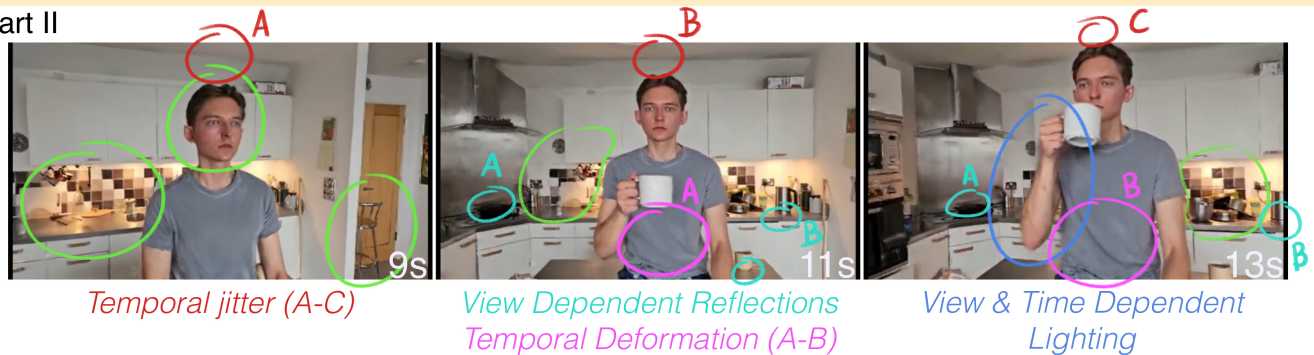 art II
A
B
C
A
A
B
A
B
B
9s
11s
13s
Temporal jitter (A-C)
View Dependent Reflections
Temporal Deformation (A-B)
View & Time Dependent
Lighting